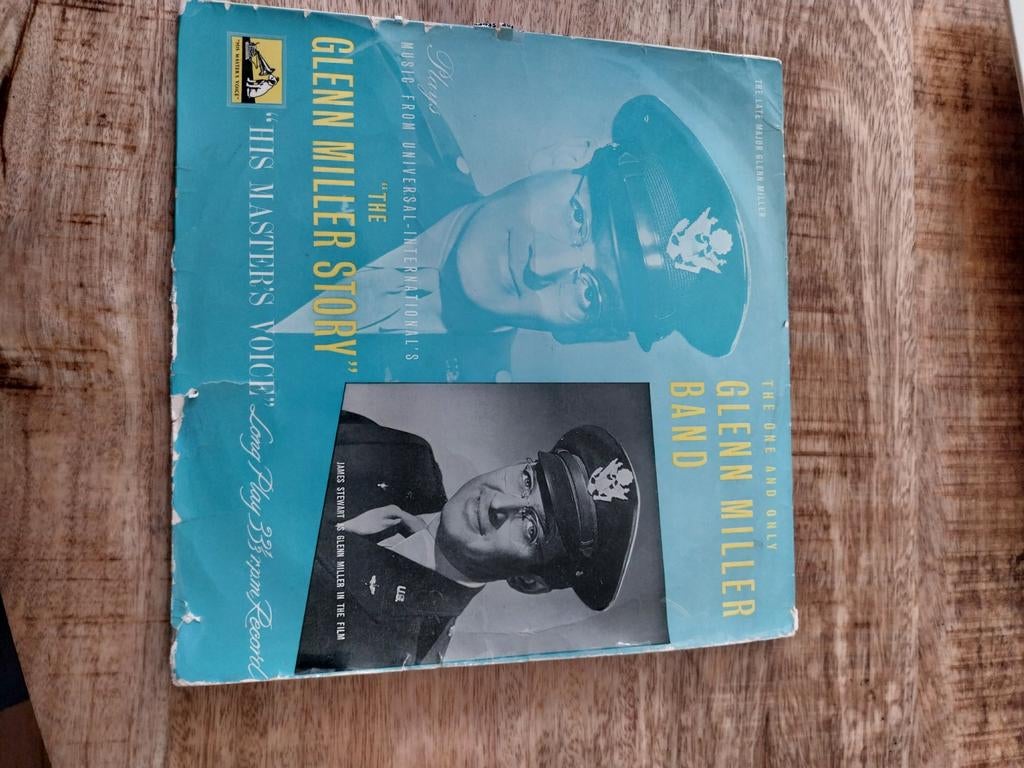 THE LATE MAJOR GLENN MILLER
THE ONE AND ONLY
GLENN MILLER
BAND
Plays
MUSIC FROM UNIVERSAL-INTERNATIONAL'S
"THE
GLENN MILLER STORY"
JAMES STEWART AS GLENN MILLER IN THE FILM
U.S.
"HIS MASTER'S VOICE"
"HIS MASTER'S VOICE" Long Play 33⅓ r.p.m Record